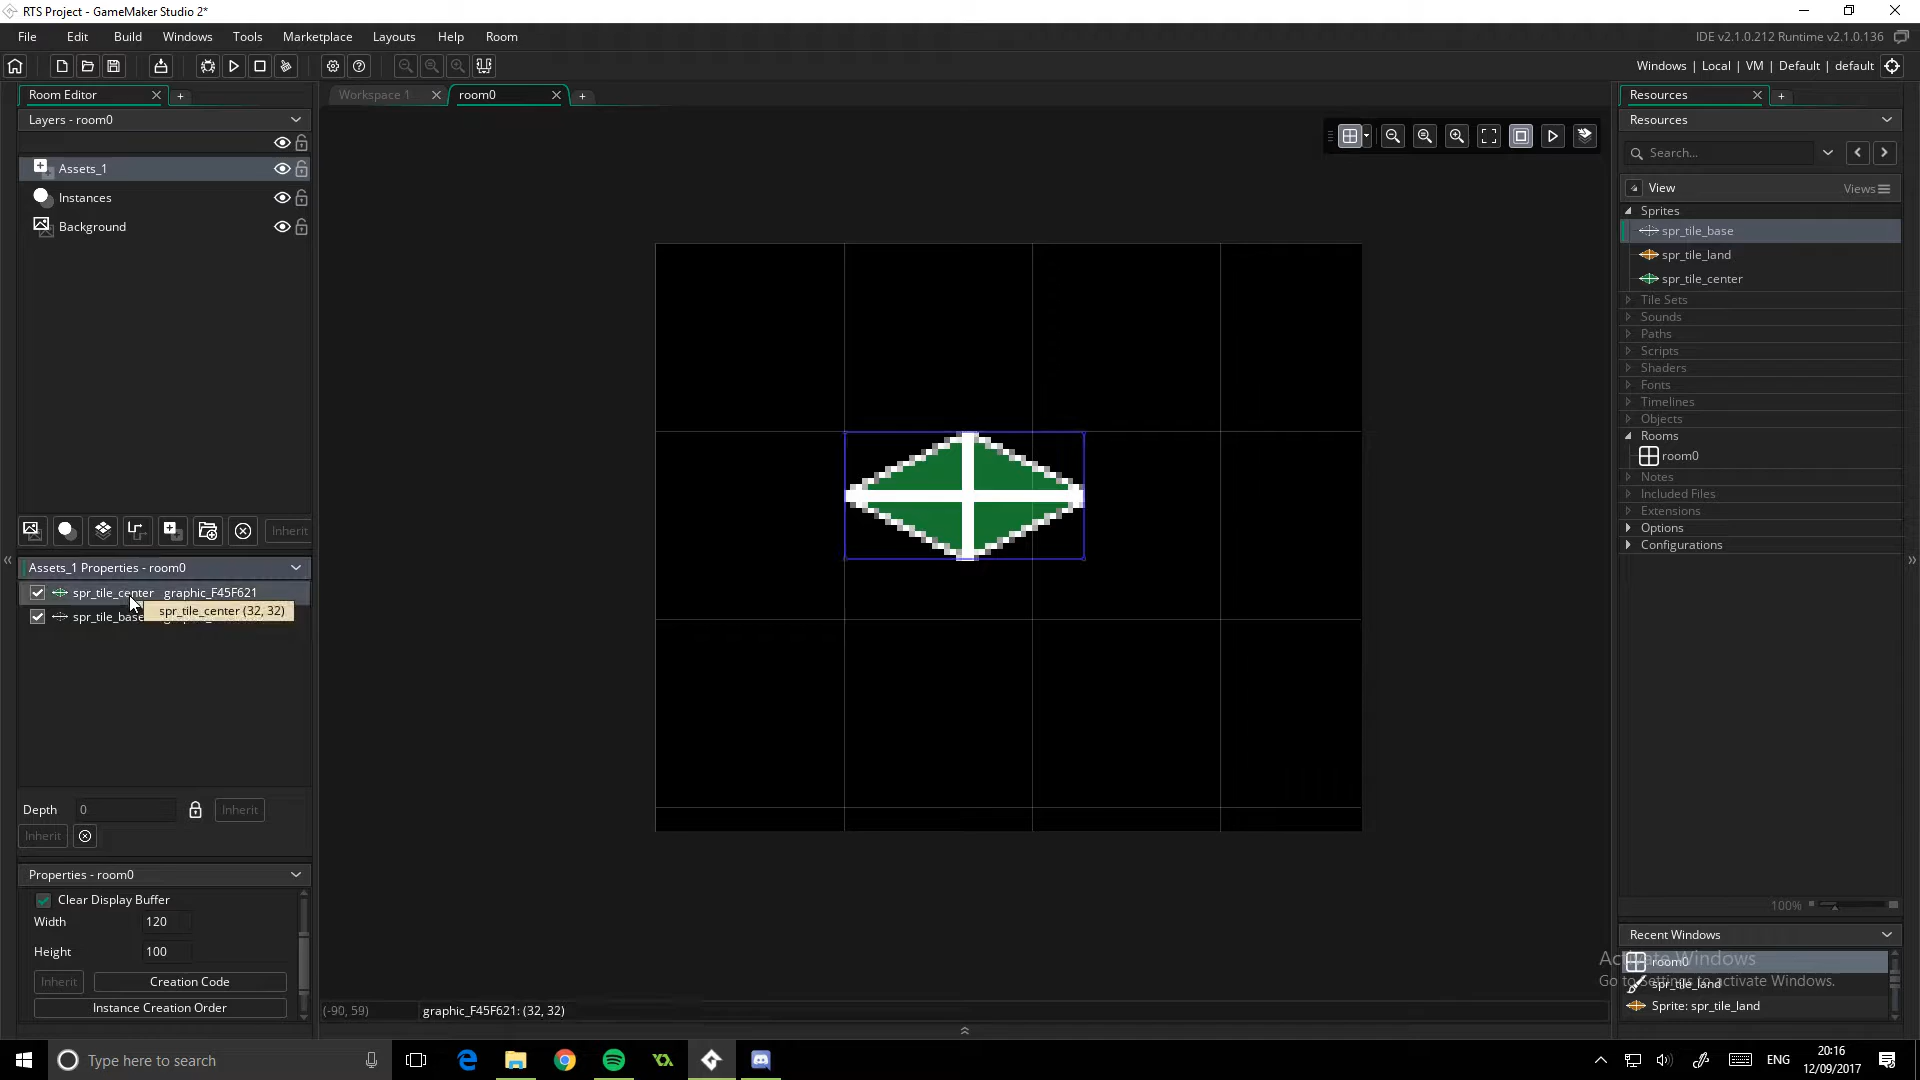 RTS Project - GameMaker Studio 2*
File Edit Build Windows Tools Marketplace Layouts Help Room
IDE v2.1.0.212 Runtime v2.1.0.136
Windows | Local | VM | Default | default
Room Editor
Workspace 1
room0
Resources
Layers - room0
Resources
Search...
Assets_1
Instances
Background
View
Views
Sprites
spr_tile_base
spr_tile_land
spr_tile_center
Tile Sets
Sounds
Paths
Scripts
Shaders
Fonts
Timelines
Objects
Rooms
room0
Notes
Included Files
Extensions
Options
Configurations
Inherit
Assets_1 Properties - room0
spr_tile_center graphic_F45F621
spr_tile_center (32, 32)
spr_tile_base
Depth 0 Inherit
Inherit
Properties - room0
Clear Display Buffer
Width 120
Height 100
Inherit Creation Code
Instance Creation Order
(-90, 59) graphic_F45F621: (32, 32)
100%
Recent Windows
room0
spr_tile_land
Sprite: spr_tile_land
Activate Windows
Go to Settings to activate Windows.
Type here to search
ENG
20:16
12/09/2017